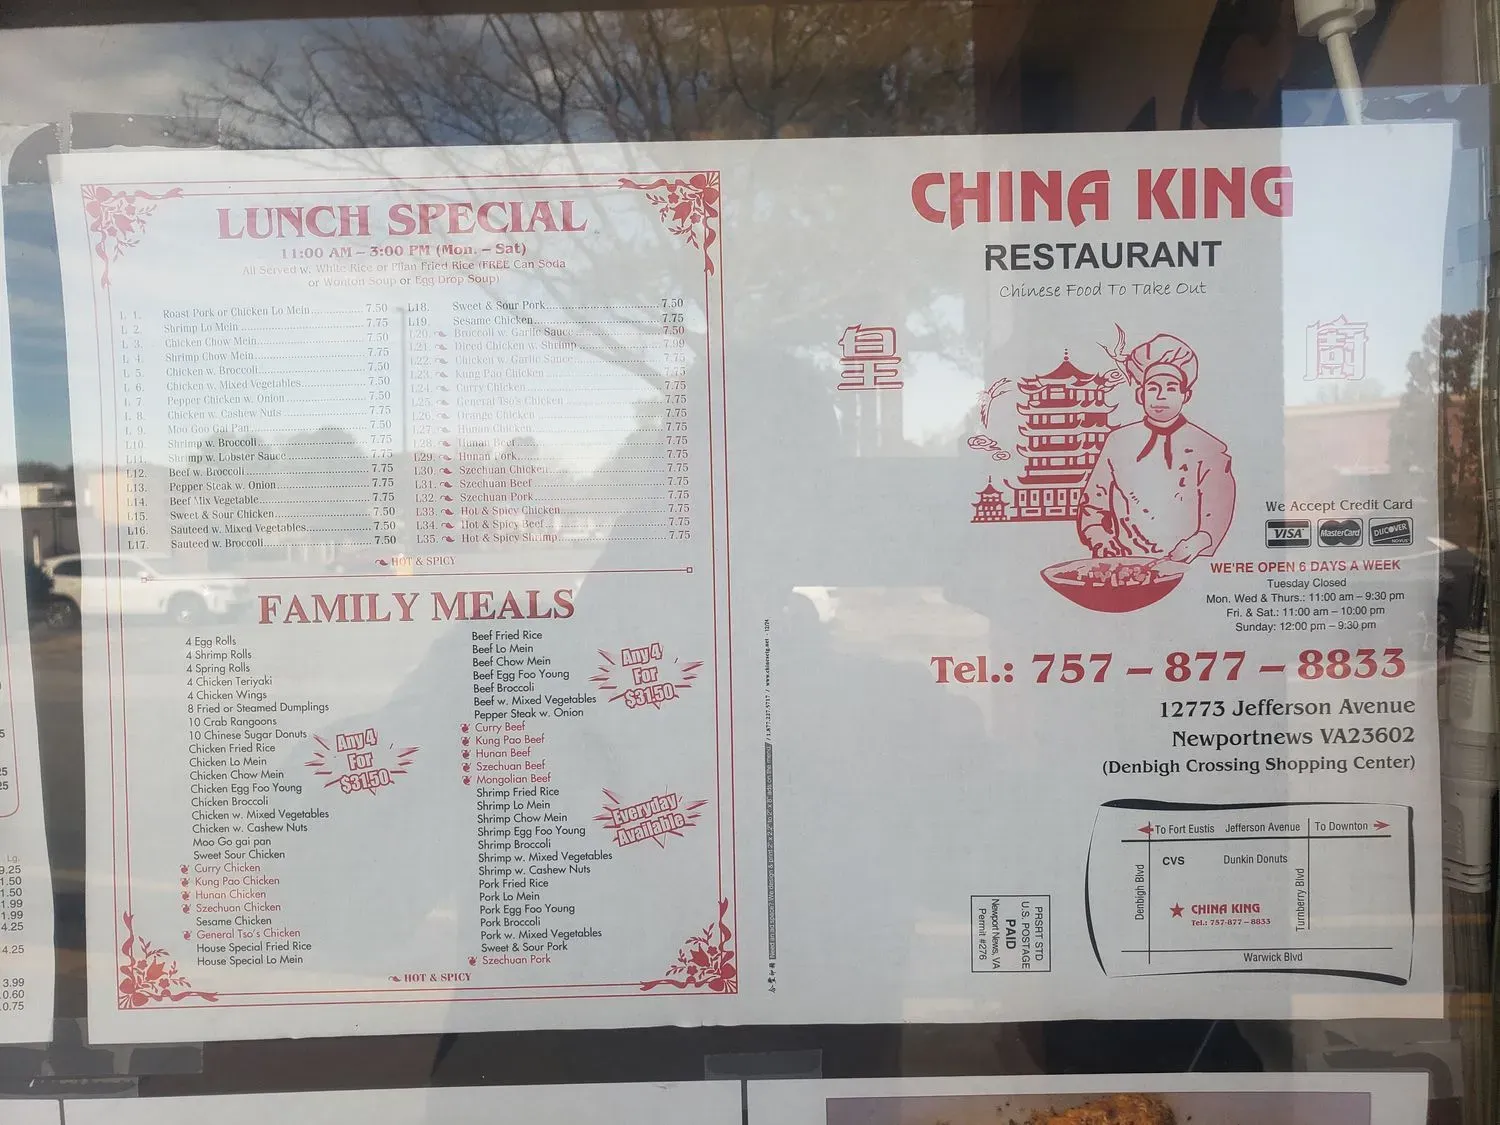 LUNCH SPECIAL
11:00 AM – 3:00 PM (Mon. – Sat)
All Served w. White Rice or Plian Fried Rice (FREE Can Soda
or Wonton Soup or Egg Drop Soup)
L 1. Roast Pork or Chicken Lo Mein 7.50
L 2. Shrimp Lo Mein 7.75
L 3. Chicken Chow Mein 7.50
L 4. Shrimp Chow Mein 7.75
L 5. Chicken w. Broccoli 7.50
L 6. Chicken w. Mixed Vegetables 7.50
L 7. Pepper Chicken w. Onion 7.50
L 8. Chicken w. Cashew Nuts 7.75
L 9. Moo Goo Gai Pan 7.50
L10. Shrimp w. Broccoli 7.75
L11. Shrimp w. Lobster Sauce 7.75
L12. Beef w. Broccoli 7.75
L13. Pepper Steak w. Onion 7.75
L14. Beef Mix Vegetable 7.75
L15. Sweet & Sour Chicken 7.50
L16. Sauteed w. Mixed Vegetables 7.50
L17. Sauteed w. Broccoli 7.50
L18. Sweet & Sour Pork 7.50
L19. Sesame Chicken 7.75
L20. Broccoli w. Garlic Sauce 7.50
L21. Diced Chicken w. Shrimp 7.99
L22. Chicken w. Garlic Sauce 7.75
L23. Kung Pao Chicken 7.75
L24. Curry Chicken 7.75
L25. General Tso's Chicken 7.75
L26. Orange Chicken 7.75
L27. Hunan Chicken 7.75
L28. Hunan Beef 7.75
L29. Hunan Pork 7.75
L30. Szechuan Chicken 7.75
L31. Szechuan Beef 7.75
L32. Szechuan Pork 7.75
L33. Hot & Spicy Chicken 7.75
L34. Hot & Spicy Beef 7.75
L35. Hot & Spicy Shrimp 7.75
HOT & SPICY
FAMILY MEALS
4 Egg Rolls
4 Shrimp Rolls
4 Spring Rolls
4 Chicken Teriyaki
4 Chicken Wings
8 Fried or Steamed Dumplings
10 Crab Rangoons
10 Chinese Sugar Donuts
Chicken Fried Rice
Chicken Lo Mein
Chicken Chow Mein
Chicken Egg Foo Young
Chicken Broccoli
Chicken w. Mixed Vegetables
Chicken w. Cashew Nuts
Moo Go gai pan
Sweet Sour Chicken
Curry Chicken
Kung Pao Chicken
Hunan Chicken
Szechuan Chicken
Sesame Chicken
General Tso's Chicken
House Special Fried Rice
House Special Lo Mein
Any 4
For
$31.50
Beef Fried Rice
Beef Lo Mein
Beef Chow Mein
Beef Egg Foo Young
Beef Broccoli
Beef w. Mixed Vegetables
Pepper Steak w. Onion
Curry Beef
Kung Pao Beef
Hunan Beef
Szechuan Beef
Mongolian Beef
Shrimp Fried Rice
Shrimp Lo Mein
Shrimp Chow Mein
Shrimp Egg Foo Young
Shrimp Broccoli
Shrimp w. Mixed Vegetables
Shrimp w. Cashew Nuts
Pork Fried Rice
Pork Lo Mein
Pork Egg Foo Young
Pork Broccoli
Pork w. Mixed Vegetables
Sweet & Sour Pork
Szechuan Pork
Any 4
For
$31.50
Everyday
Available
HOT & SPICY
CHINA KING
RESTAURANT
Chinese Food To Take Out
皇
We Accept Credit Card
VISA
MasterCard
DISCOVER
NOVUS
WE'RE OPEN 6 DAYS A WEEK
Tuesday Closed
Mon. Wed & Thurs.: 11:00 am – 9:30 pm
Fri. & Sat.: 11:00 am – 10:00 pm
Sunday: 12:00 pm – 9:30 pm
Tel.: 757 – 877 – 8833
12773 Jefferson Avenue
Newportnews VA23602
(Denbigh Crossing Shopping Center)
To Fort Eustis Jefferson Avenue To Downton
CVS Dunkin Donuts
Denbigh Blvd
Turnberry Blvd
CHINA KING
Tel.: 757-877 – 8833
Warwick Blvd
PRSRT STD
U.S. POSTAGE
PAID
Newport News, VA
Permit #276
Lg.
9.25
1.50
1.50
1.99
1.99
4.25
4.25
3.99
0.60
0.75